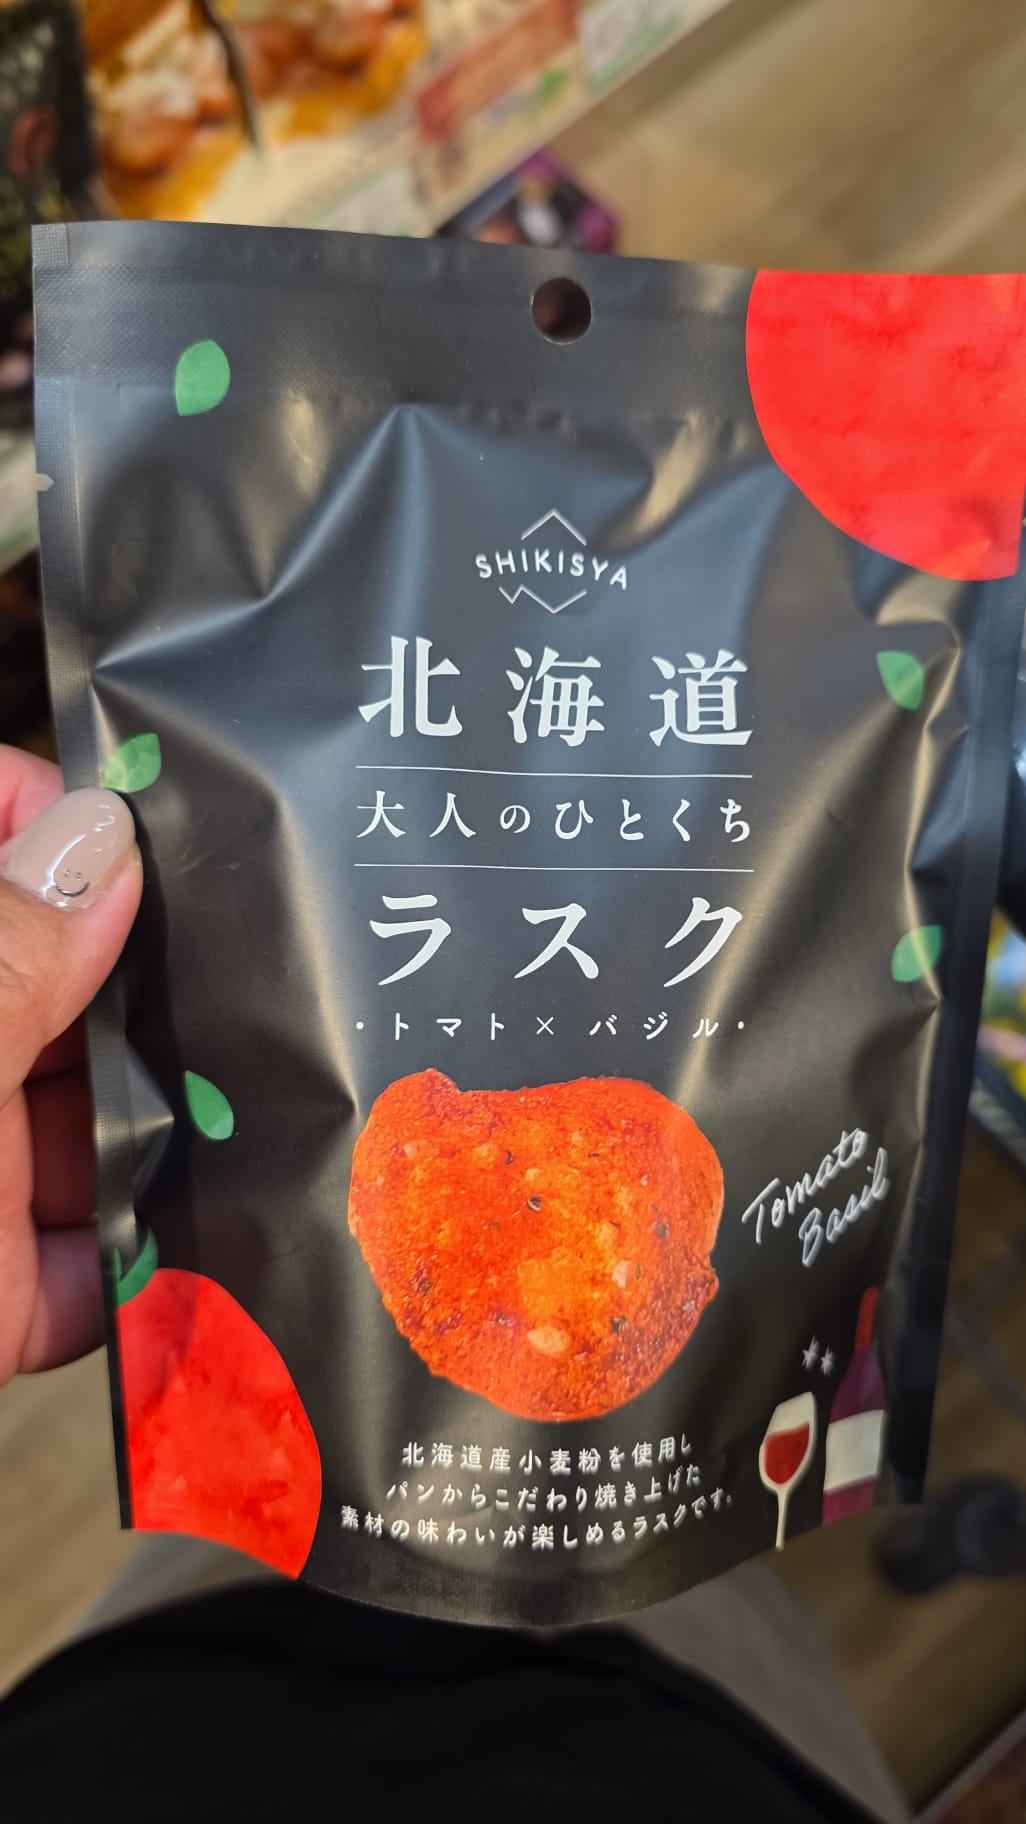 SHIKISYA
北海道
大人のひとくち
ラスク
・トマト×バジル・
Tomato
Basil
北海道産小麦粉を使用し
パンからこだわり焼き上げた
素材の味わいが楽しめるラスクです。